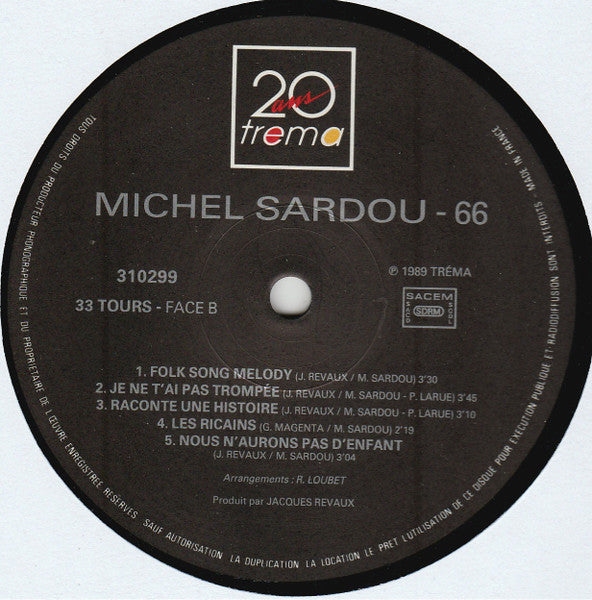 20
ans
trema
MICHEL SARDOU - 66
310299
℗ 1989 TRÉMA
33 TOURS - FACE B
SACEM
SACD
SDRM
SGDL
1. FOLK SONG MELODY (J. REVAUX / M. SARDOU) 3'30
2. JE NE T'AI PAS TROMPÉE (J. REVAUX / M. SARDOU - P. LARUE) 3'45
3. RACONTE UNE HISTOIRE (J. REVAUX / M. SARDOU - P. LARUE) 3'10
4. LES RICAINS (G. MAGENTA / M. SARDOU) 2'19
5. NOUS N'AURONS PAS D'ENFANT
(J. REVAUX / M. SARDOU) 3'04
Arrangements : R. LOUBET
Produit par JACQUES REVAUX
TOUS DROITS DU PRODUCTEUR PHONOGRAPHIQUE ET DU PROPRIETAIRE DE L'ŒUVRE ENREGISTREE RESERVES. SAUF AUTORISATION LA DUPLICATION LA LOCATION LE PRET L'UTILISATION DE CE DISQUE POUR EXECUTION PUBLIQUE ET RADIODIFFUSION SONT INTERDITS - MADE IN FRANCE